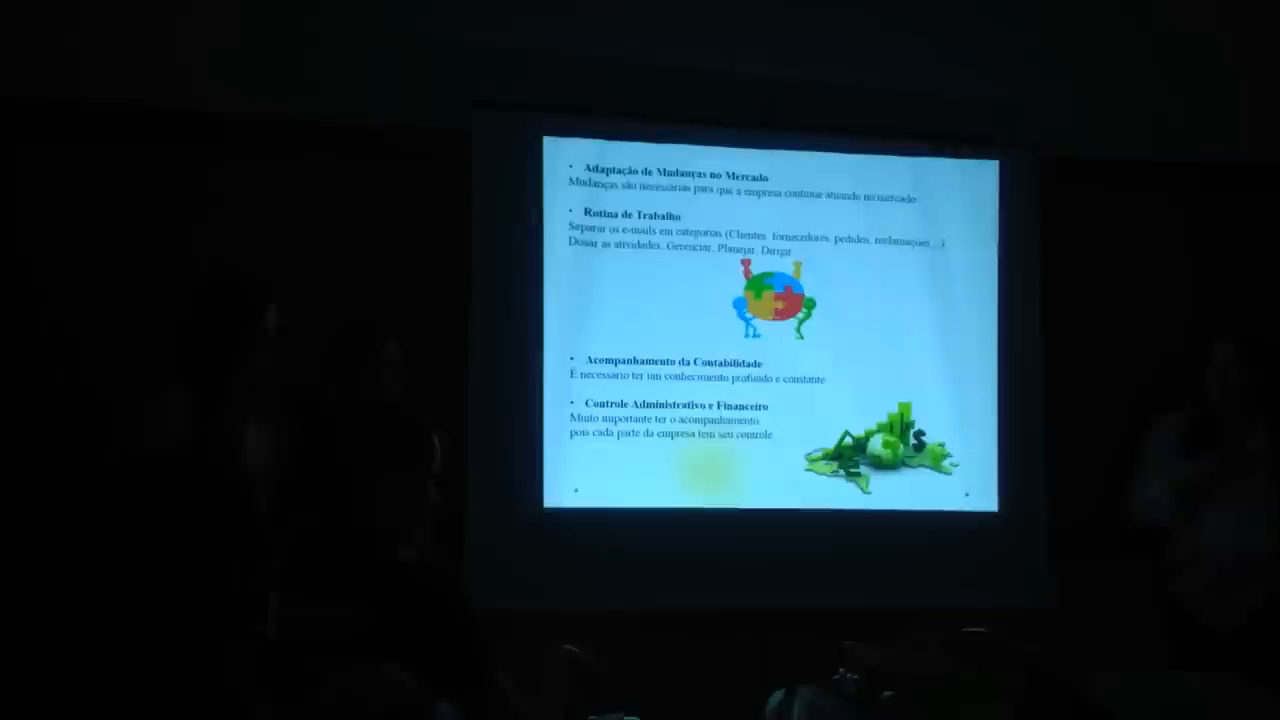 • Adaptação de Mudanças no Mercado
Mudanças são necessárias para que a empresa continue atuando no mercado
• Rotina de Trabalho
Separar os e-mails em categorias (Clientes, fornecedores, pedidos, reclamações...)
Dosar as atividades, Gerenciar, Planejar, Dirigir
• Acompanhamento da Contabilidade
É necessário ter um conhecimento profundo e constante
• Controle Administrativo e Financeiro
Muito importante ter o acompanhamento
pois cada parte da empresa tem seu controle